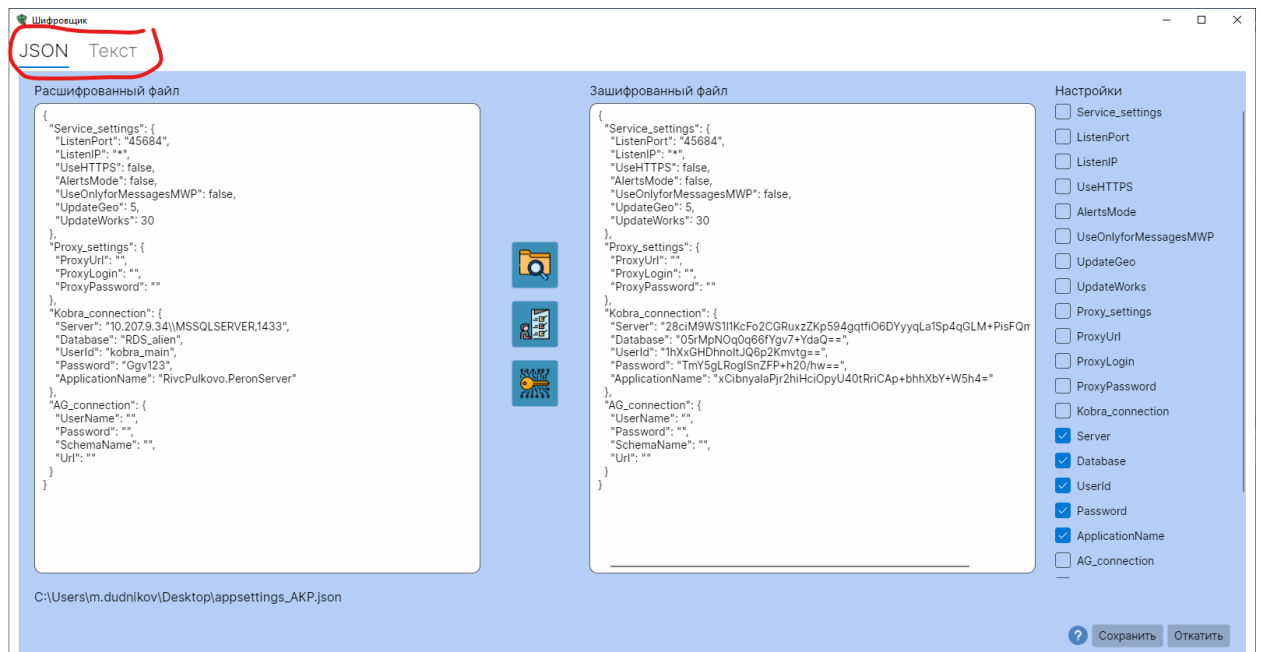 Шифровщик
JSON Текст
Расшифрованный файл
{
"Service_settings": {
"ListenPort": "45684",
"ListenIP": "*",
"UseHTTPS": false,
"AlertsMode": false,
"UseOnlyforMessagesMWP": false,
"UpdateGeo": 5,
"UpdateWorks": 30
},
"Proxy_settings": {
"ProxyUrl": "",
"ProxyLogin": "",
"ProxyPassword": ""
},
"Kobra_connection": {
"Server": "10.207.9.34\\MSSQLSERVER,1433",
"Database": "RDS_alien",
"UserId": "kobra_main",
"Password": "Ggv123",
"ApplicationName": "RivcPulkovo.PeronServer"
},
"AG_connection": {
"UserName": "",
"Password": "",
"SchemaName": "",
"Url": ""
}
}
Зашифрованный файл
{
"Service_settings": {
"ListenPort": "45684",
"ListenIP": "*",
"UseHTTPS": false,
"AlertsMode": false,
"UseOnlyforMessagesMWP": false,
"UpdateGeo": 5,
"UpdateWorks": 30
},
"Proxy_settings": {
"ProxyUrl": "",
"ProxyLogin": "",
"ProxyPassword": ""
},
"Kobra_connection": {
"Server": "28ciM9WS1I1KcFo2CGRuxzZKp594gqtfiO6DYyyqLa1Sp4qGLM+PisFQm
"Database": "05rMpNOq0q66fYgv7+YdaQ==",
"UserId": "1hXxGHDhnoItJQ6p2Kmvtg==",
"Password": "TmY5gLRogISnZFP+h20/hw==",
"ApplicationName": "xCibnyalaPjr2hiHciOpyU40tRriCAp+bhhXbY+W5h4="
},
"AG_connection": {
"UserName": "",
"Password": "",
"SchemaName": "",
"Url": ""
}
}
Настройки
Service_settings
ListenPort
ListenIP
UseHTTPS
AlertsMode
UseOnlyforMessagesMWP
UpdateGeo
UpdateWorks
Proxy_settings
ProxyUrl
ProxyLogin
ProxyPassword
Kobra_connection
Server
Database
UserId
Password
ApplicationName
AG_connection
C:\Users\m.dudnikov\Desktop\appsettings_AKP.json
? Сохранить Откатить